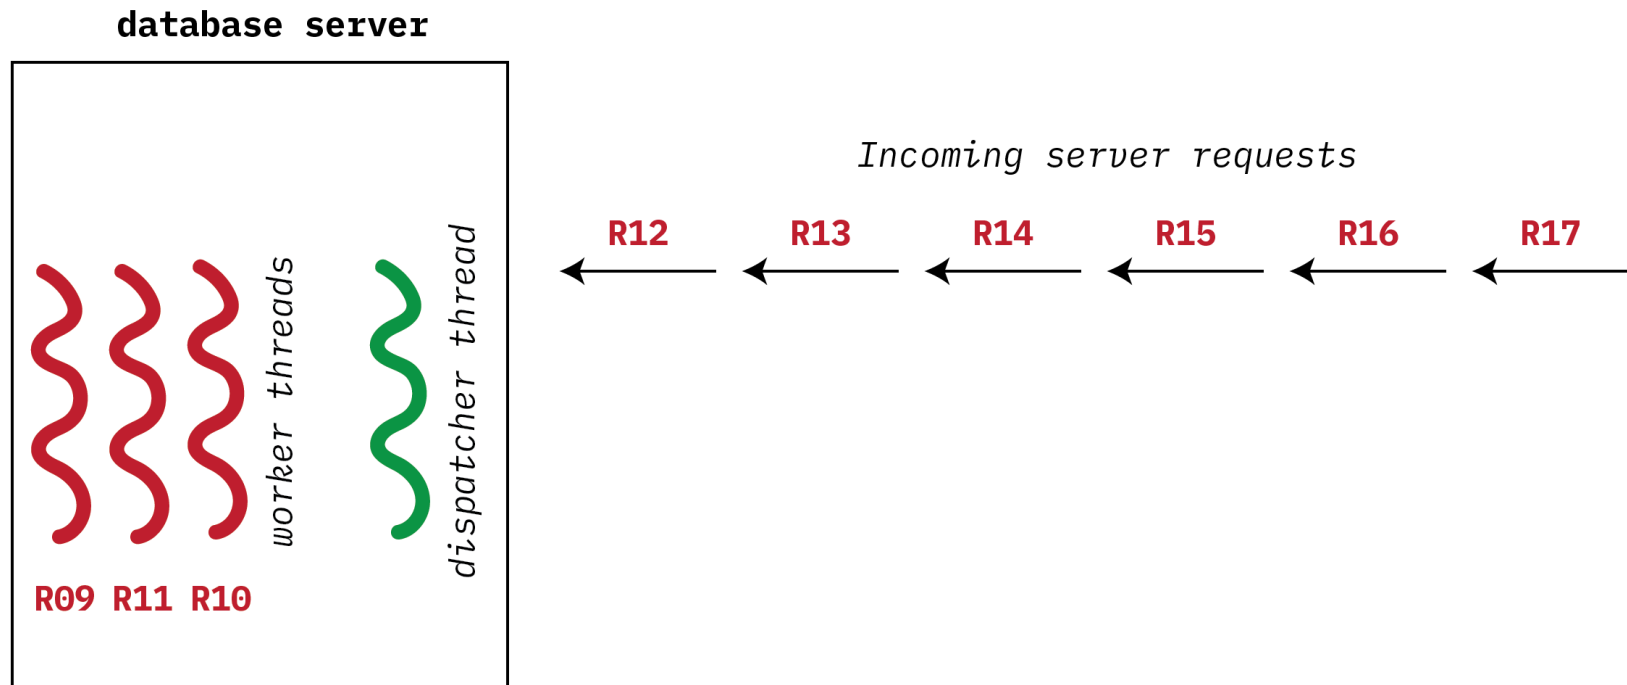 database server
Incoming server requests
R12 R13 R14 R15 R16 R17
worker threads
dispatcher thread
R09 R11 R10